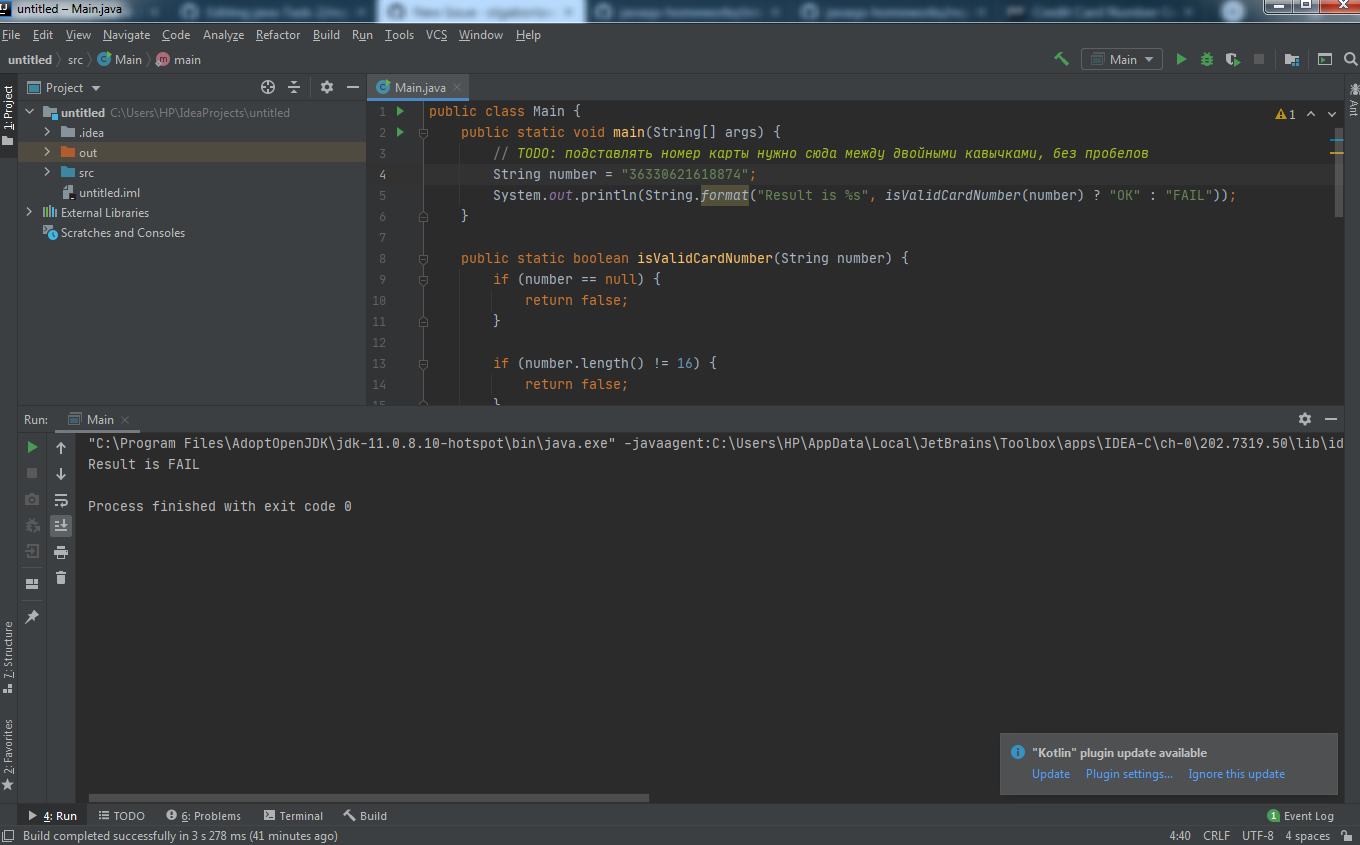 untitled – Main.java
File Edit View Navigate Code Analyze Refactor Build Run Tools VCS Window Help
untitled src Main main
Main
1: Project
Project
Main.java
Ant
untitled C:\Users\HP\IdeaProjects\untitled
.idea
out
src
untitled.iml
External Libraries
Scratches and Consoles
1
1 public class Main {
2 public static void main(String[] args) {
3 // TODO: подставлять номер карты нужно сюда между двойными кавычками, без пробелов
4 String number = "36330621618874";
5 System.out.println(String.format("Result is %s", isValidCardNumber(number) ? "OK" : "FAIL"));
6 }
7
8 public static boolean isValidCardNumber(String number) {
9 if (number == null) {
10 return false;
11 }
12
13 if (number.length() != 16) {
14 return false;
15 }
Run: Main
"C:\Program Files\AdoptOpenJDK\jdk-11.0.8.10-hotspot\bin\java.exe" -javaagent:C:\Users\HP\AppData\Local\JetBrains\Toolbox\apps\IDEA-C\ch-0\202.7319.50\lib\id
Result is FAIL
Process finished with exit code 0
7: Structure
2: Favorites
"Kotlin" plugin update available
Update Plugin settings... Ignore this update
4: Run TODO 6: Problems Terminal Build
1 Event Log
Build completed successfully in 3 s 278 ms (41 minutes ago)
4:40 CRLF UTF-8 4 spaces